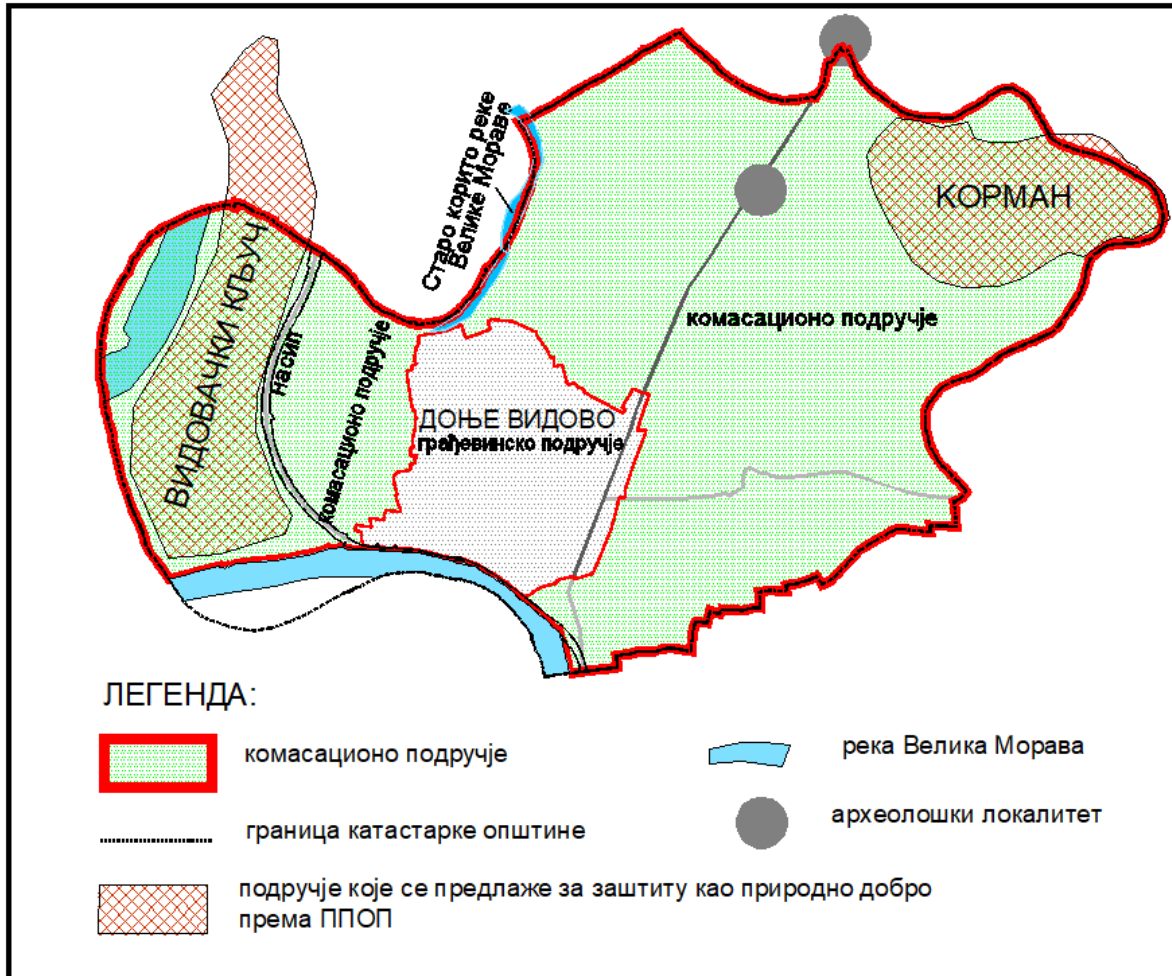 Старо корито реке
Велике Мораве
КОРМАН
ВИДОВАЧКИ КЉУЧ
насип
комасационо подручје
комасационо подручје
ДОЊЕ ВИДОВО
грађевинско подручје
ЛЕГЕНДА:
комасационо подручје
река Велика Морава
граница катастарке општине
археолошки локалитет
подручје које се предлаже за заштиту као природно добро
према ППОП